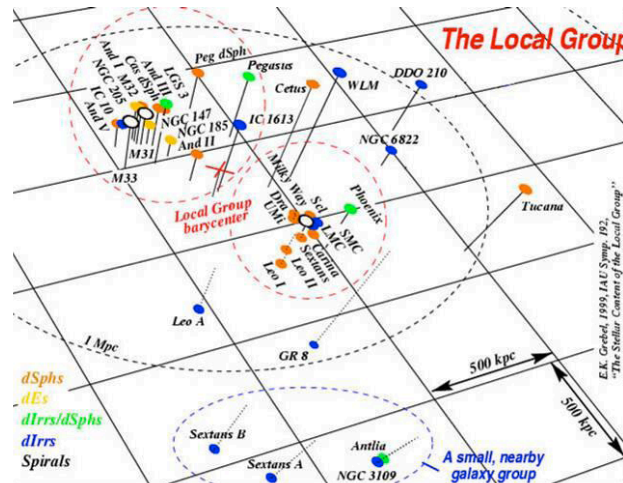 The Local Group
And I
M32
Cas dSph
And III
LGS 3
Peg dSph
Pegasus
Cetus
WLM
DDO 210
NGC 205
IC 10
And V
NGC 147
NGC 185
And II
IC 1613
NGC 6822
M31
M33
Local Group
barycenter
Milky Way
Scl
Phoenix
Dra
UMi
LMC
SMC
Carina
Sextans
Leo II
Leo I
Tucana
Leo A
1 Mpc
GR 8
500 kpc
500 kpc
dSphs
dEs
dIrrs/dSphs
dIrrs
Spirals
Sextans B
Sextans A
Antlia
NGC 3109
A small, nearby
galaxy group
E.K. Grebel, 1999, IAU Symp. 192,
"The Stellar Content of the Local Group"